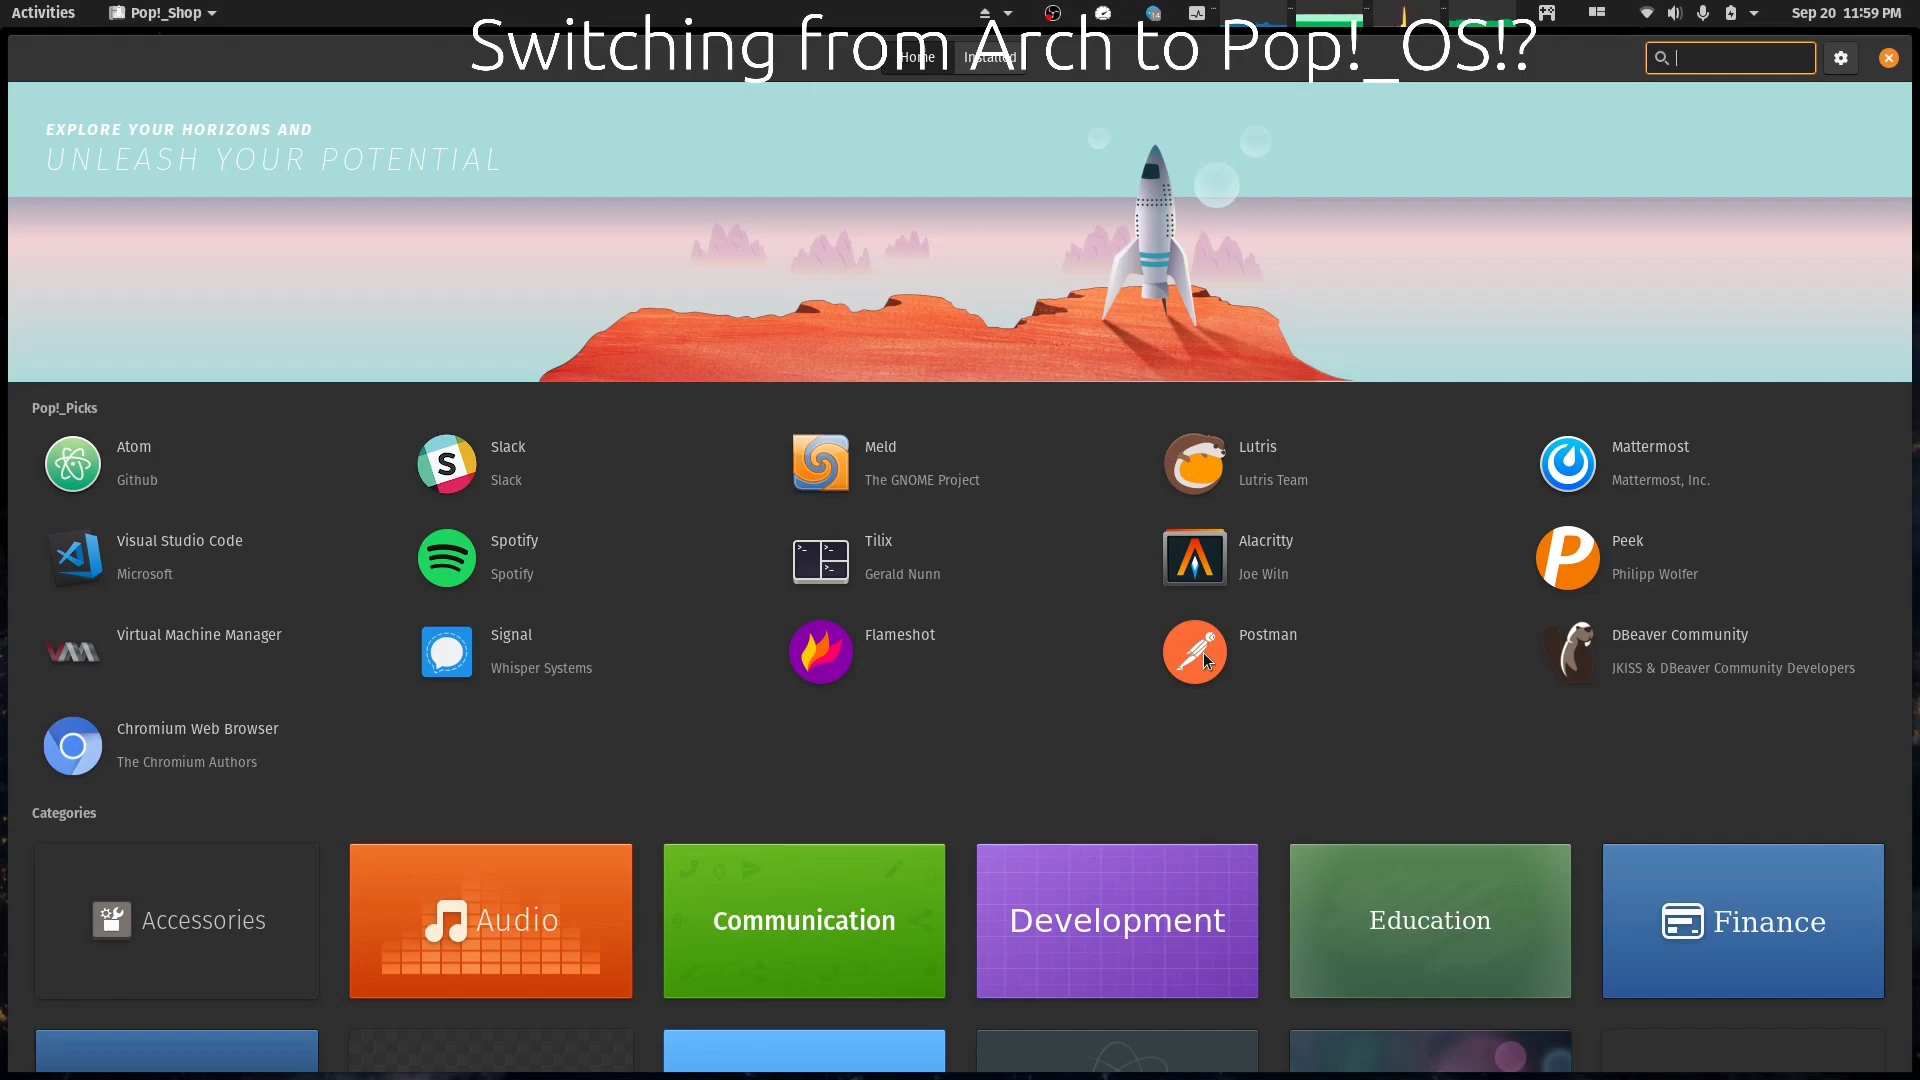 Activities
Pop!_Shop
Sep 20 11:59 PM
Switching from Arch to Pop!_OS!?
Home
Installed
EXPLORE YOUR HORIZONS AND
UNLEASH YOUR POTENTIAL
Pop!_Picks
Atom
Github
Slack
Slack
Meld
The GNOME Project
Lutris
Lutris Team
Mattermost
Mattermost, Inc.
Visual Studio Code
Microsoft
Spotify
Spotify
Tilix
Gerald Nunn
Alacritty
Joe Wiln
Peek
Philipp Wolfer
Virtual Machine Manager
Signal
Whisper Systems
Flameshot
Postman
DBeaver Community
JKISS & DBeaver Community Developers
Chromium Web Browser
The Chromium Authors
Categories
Accessories
Audio
Communication
Development
Education
Finance